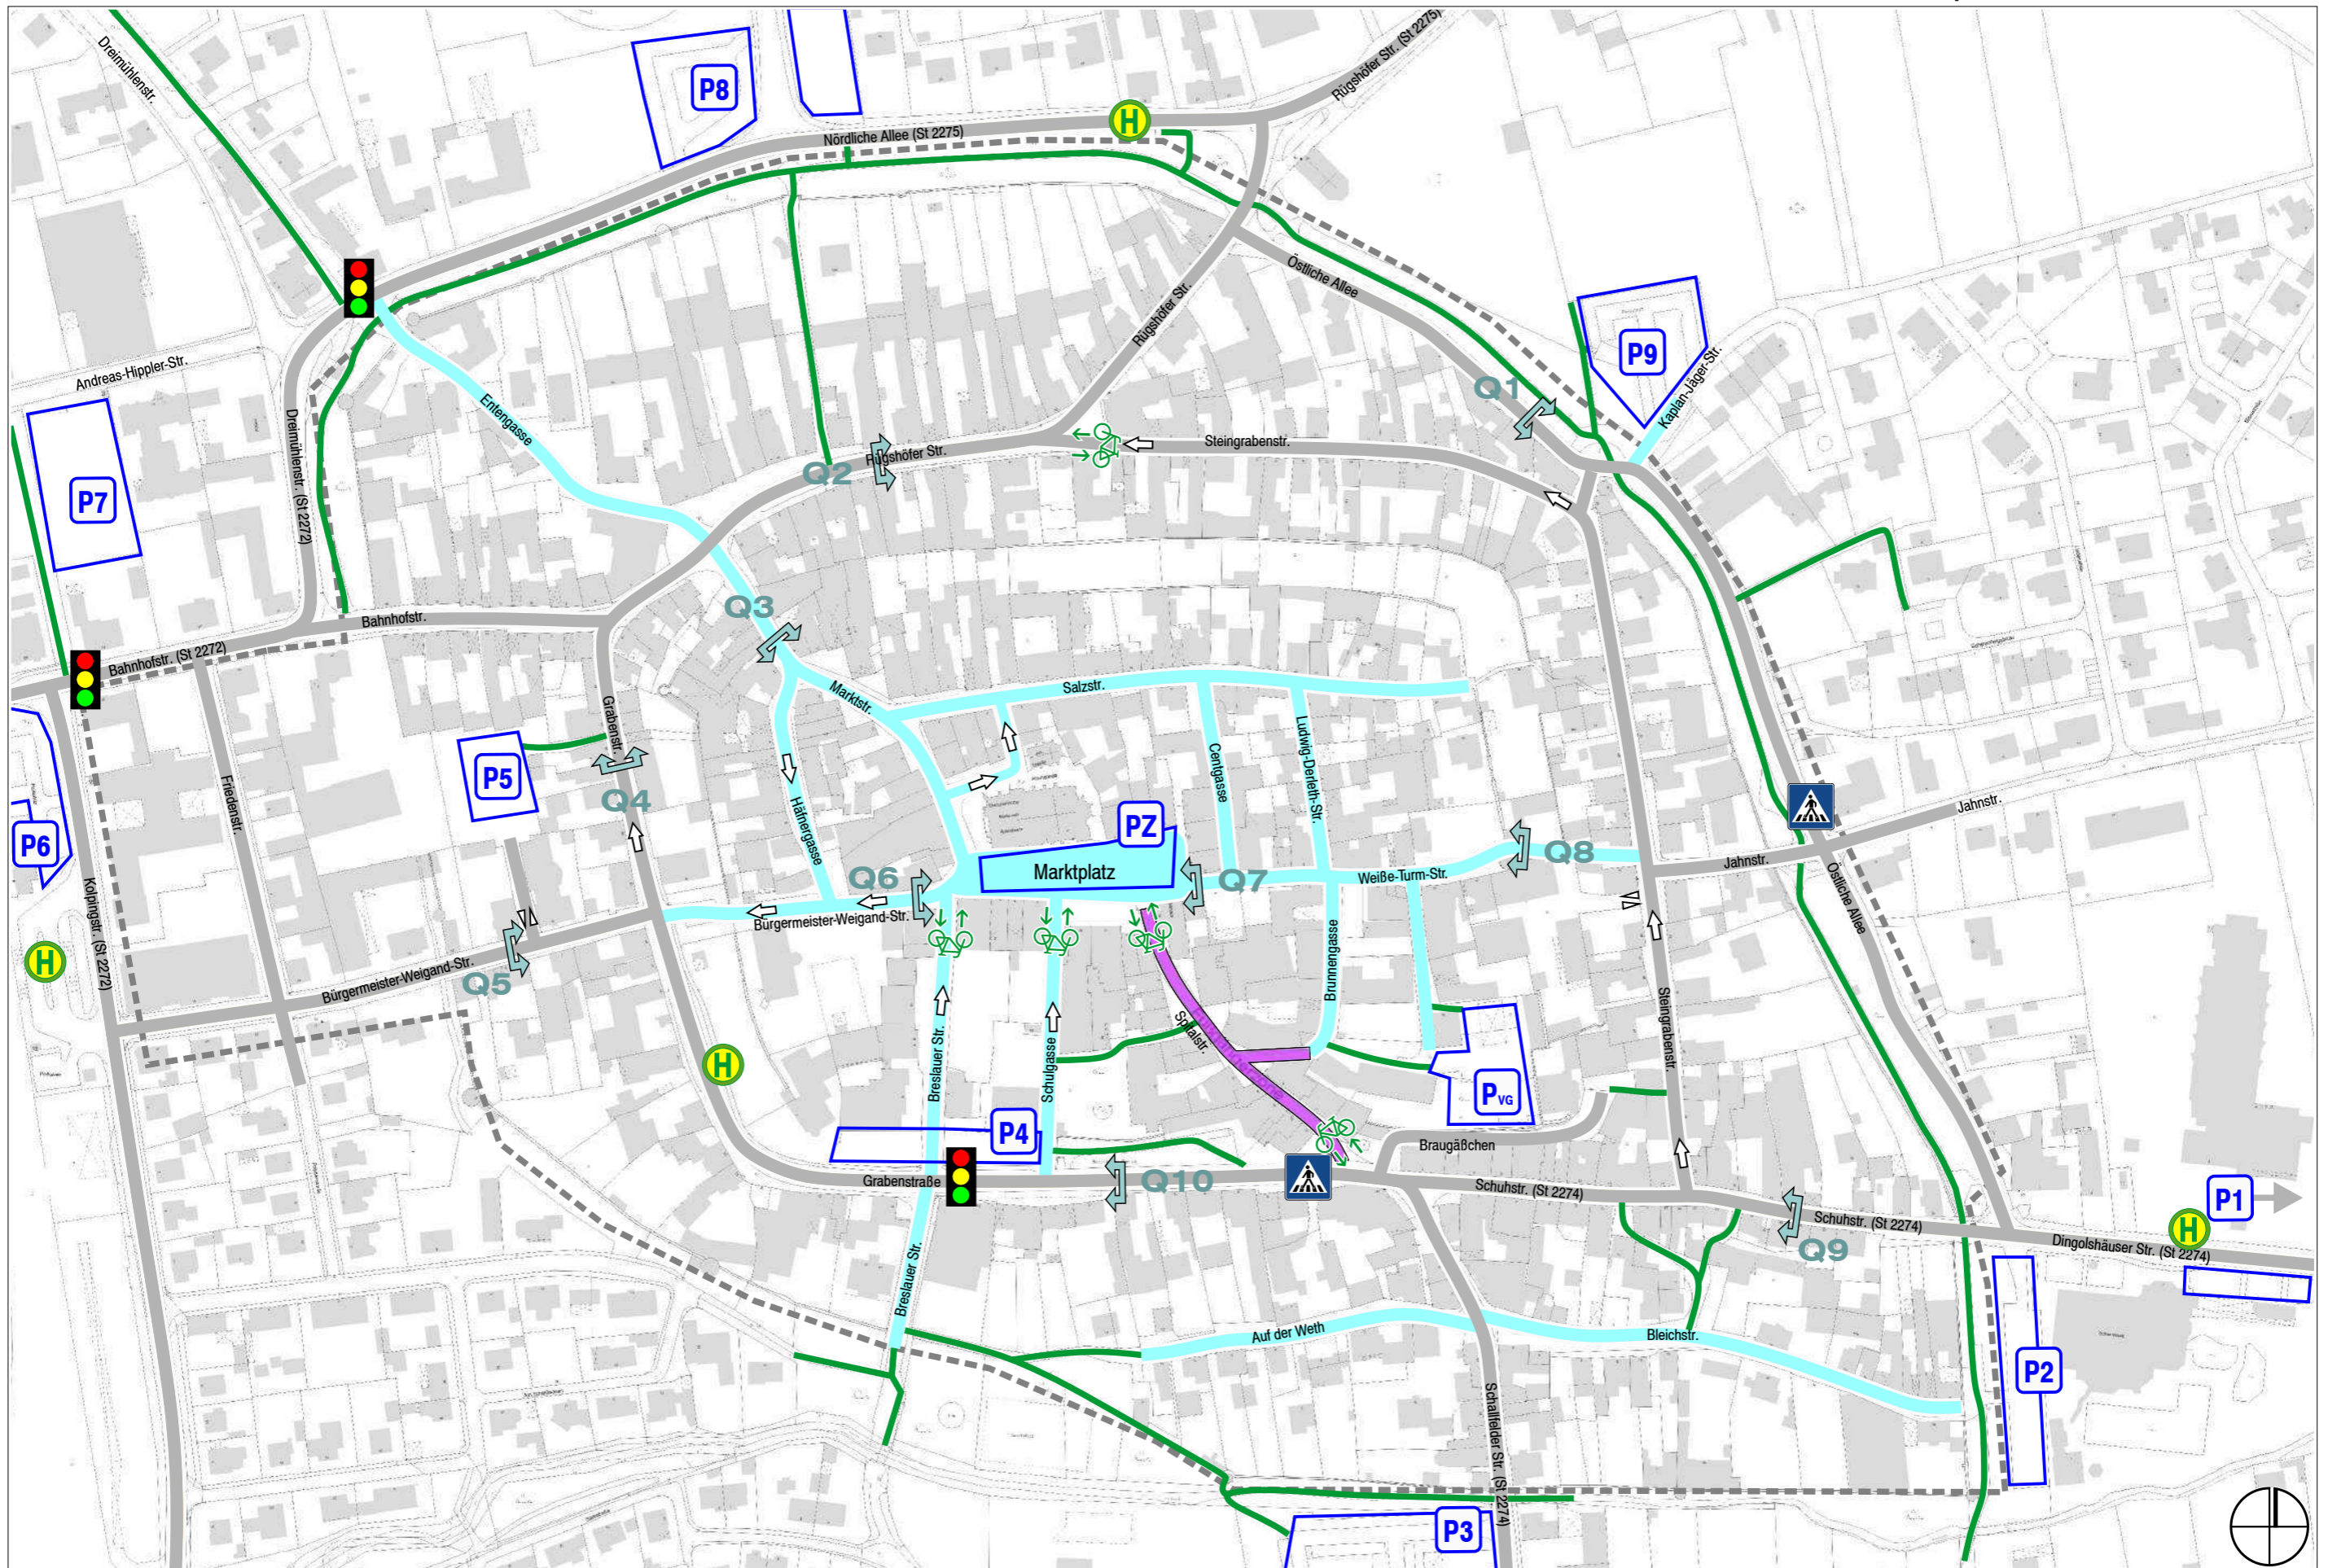 Dreimühlenstr.
P8
Nördliche Allee (St 2275)
H
Rügshöfer Str. (St 2275)
Östliche Allee
Rügshöfer Str.
P9
Kaplan-Jäger-Str.
Andreas-Hippler-Str.
Entengasse
Dreimühlenstr. (St 2272)
P7
Q1
Q2
Rügshöfer Str.
Steingrabenstr.
Q3
Bahnhofstr.
Bahnhofstr. (St 2272)
Grabenstr.
Marktstr.
Salzstr.
Centgasse
Ludwig-Derleth-Str.
P5
Q4
Friedenstr.
P6
Häfnergasse
PZ
Marktplatz
Q6
Q7
Q8
Weiße-Turm-Str.
Jahnstr.
Jahnstr.
Östliche Allee
Bürgermeister-Weigand-Str.
H
Kolpingstr. (St 2272)
Q5
Bürgermeister-Weigand-Str.
Brunnengasse
Steingrabenstr.
H
Breslauer Str.
Schulgasse
Spitalstr.
PVG
P4
Braugäßchen
Grabenstraße
Q10
Schuhstr. (St 2274)
Schuhstr. (St 2274)
Q9
P1
H
Dingolshäuser Str. (St 2274)
Breslauer Str.
Auf der Weth
Bleichstr.
P2
Schallfelder Str. (St 2274)
P3